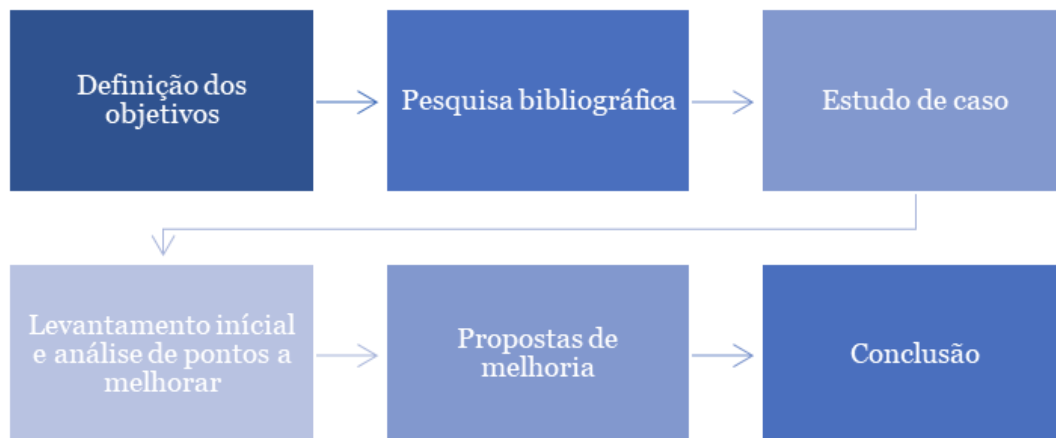 Definição dos
objetivos
Pesquisa bibliográfica
Estudo de caso
Levantamento inícial
e análise de pontos a
melhorar
Propostas de
melhoria
Conclusão